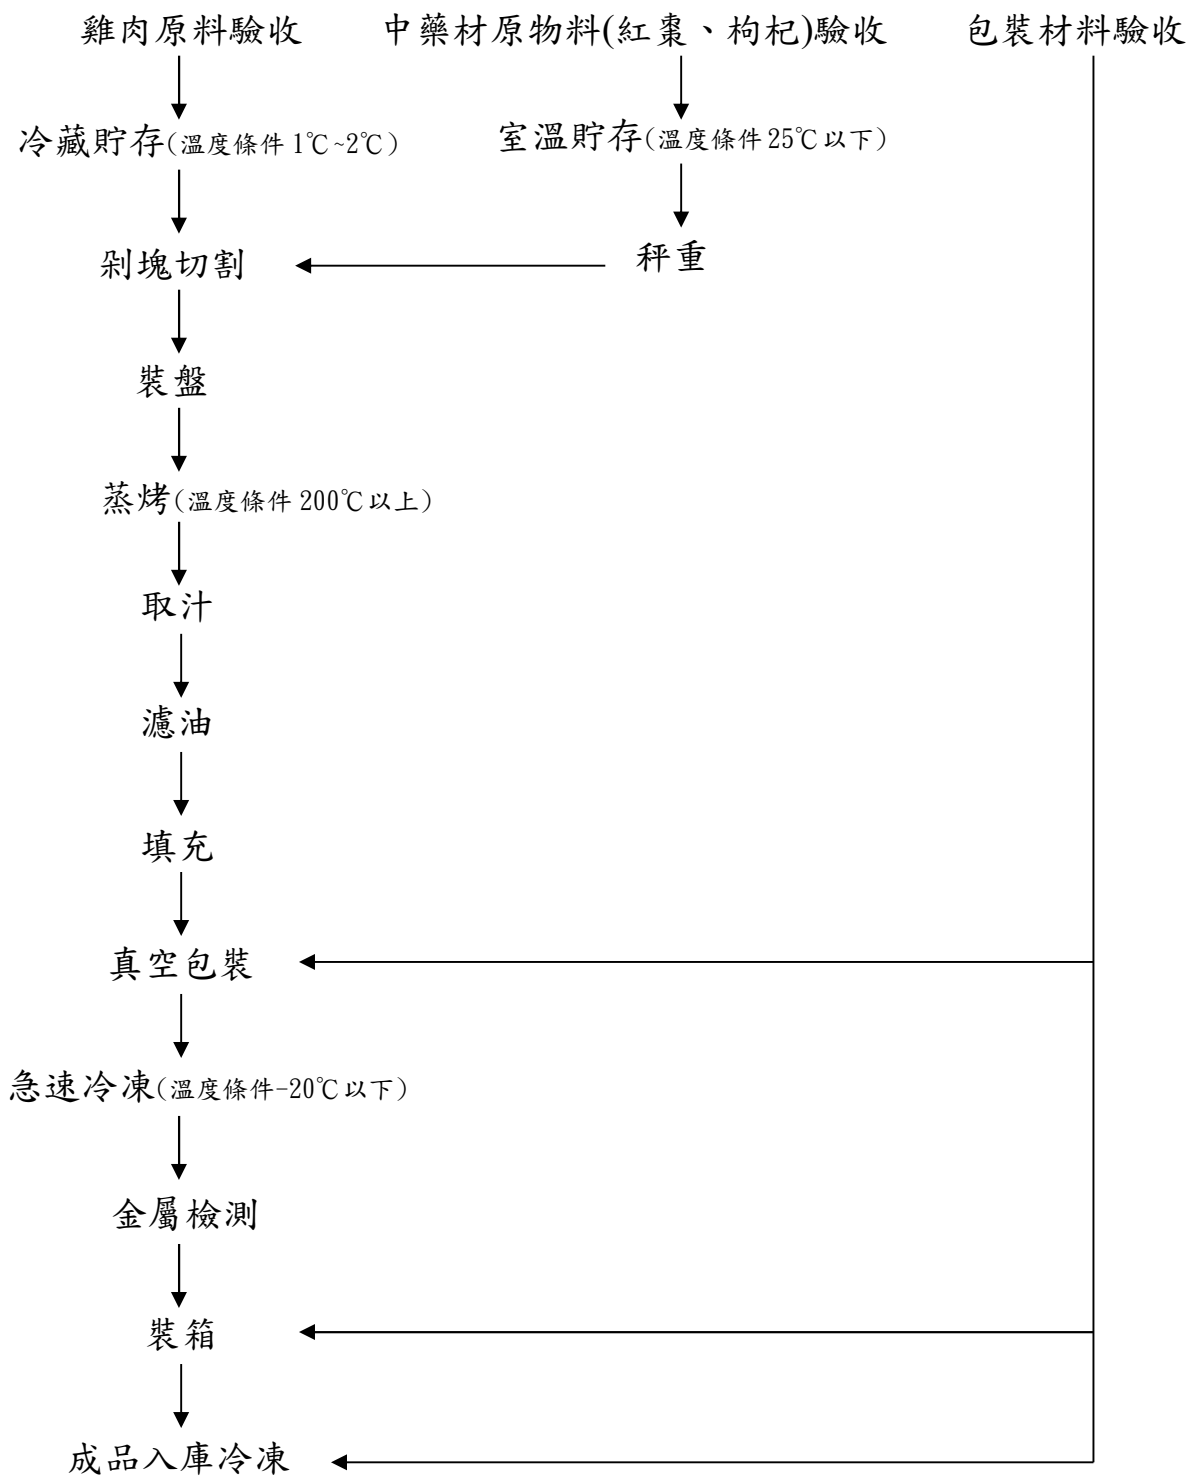 雞肉原料驗收
中藥材原物料(紅棗、枸杞)驗收
包裝材料驗收
冷藏貯存(溫度條件 1℃~2℃)
室溫貯存(溫度條件 25℃以下)
剁塊切割
秤重
裝盤
蒸烤(溫度條件 200℃以上)
取汁
濾油
填充
真空包裝
急速冷凍(溫度條件-20℃以下)
金屬檢測
裝箱
成品入庫冷凍